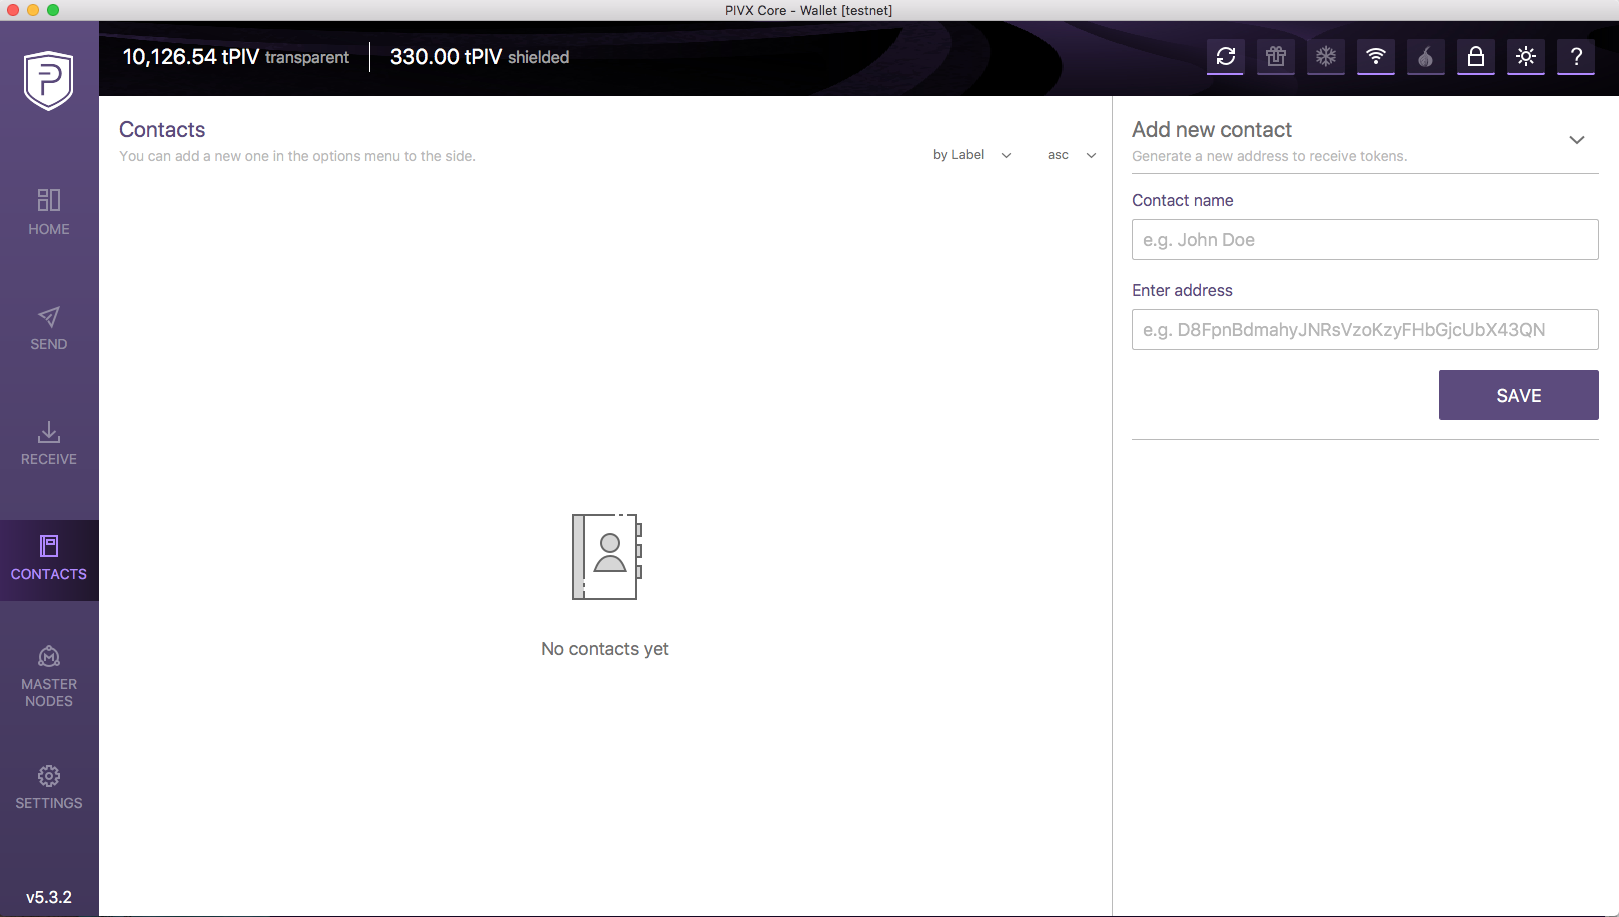 PIVX Core - Wallet [testnet]
10,126.54 tPIV transparent
330.00 tPIV shielded
?
HOME
SEND
RECEIVE
CONTACTS
MASTER
NODES
SETTINGS
v5.3.2
Contacts
You can add a new one in the options menu to the side.
by Label
asc
No contacts yet
Add new contact
Generate a new address to receive tokens.
Contact name
e.g. John Doe
Enter address
e.g. D8FpnBdmahyJNRsVzoKzyFHbGjcUbX43QN
SAVE